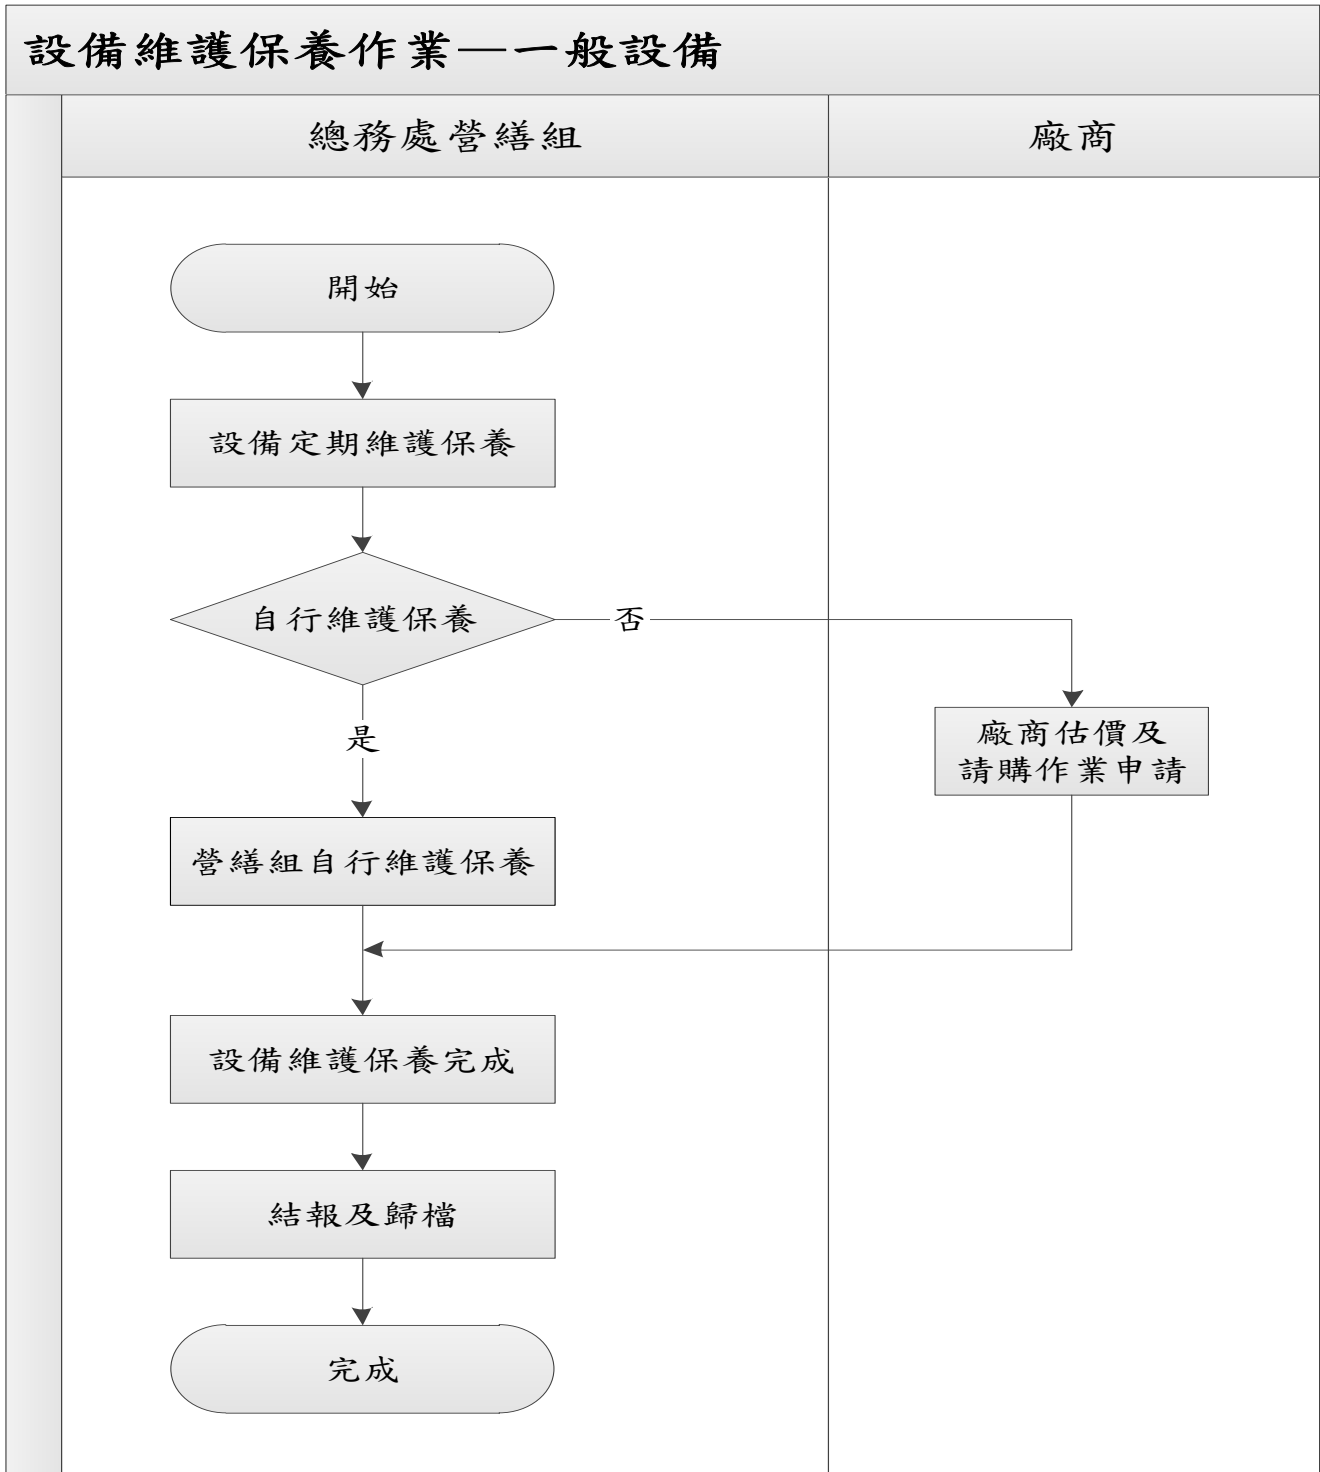 設備維護保養作業—一般設備
總務處營繕組
廠商
開始
設備定期維護保養
自行維護保養
否
是
廠商估價及
請購作業申請
營繕組自行維護保養
設備維護保養完成
結報及歸檔
完成